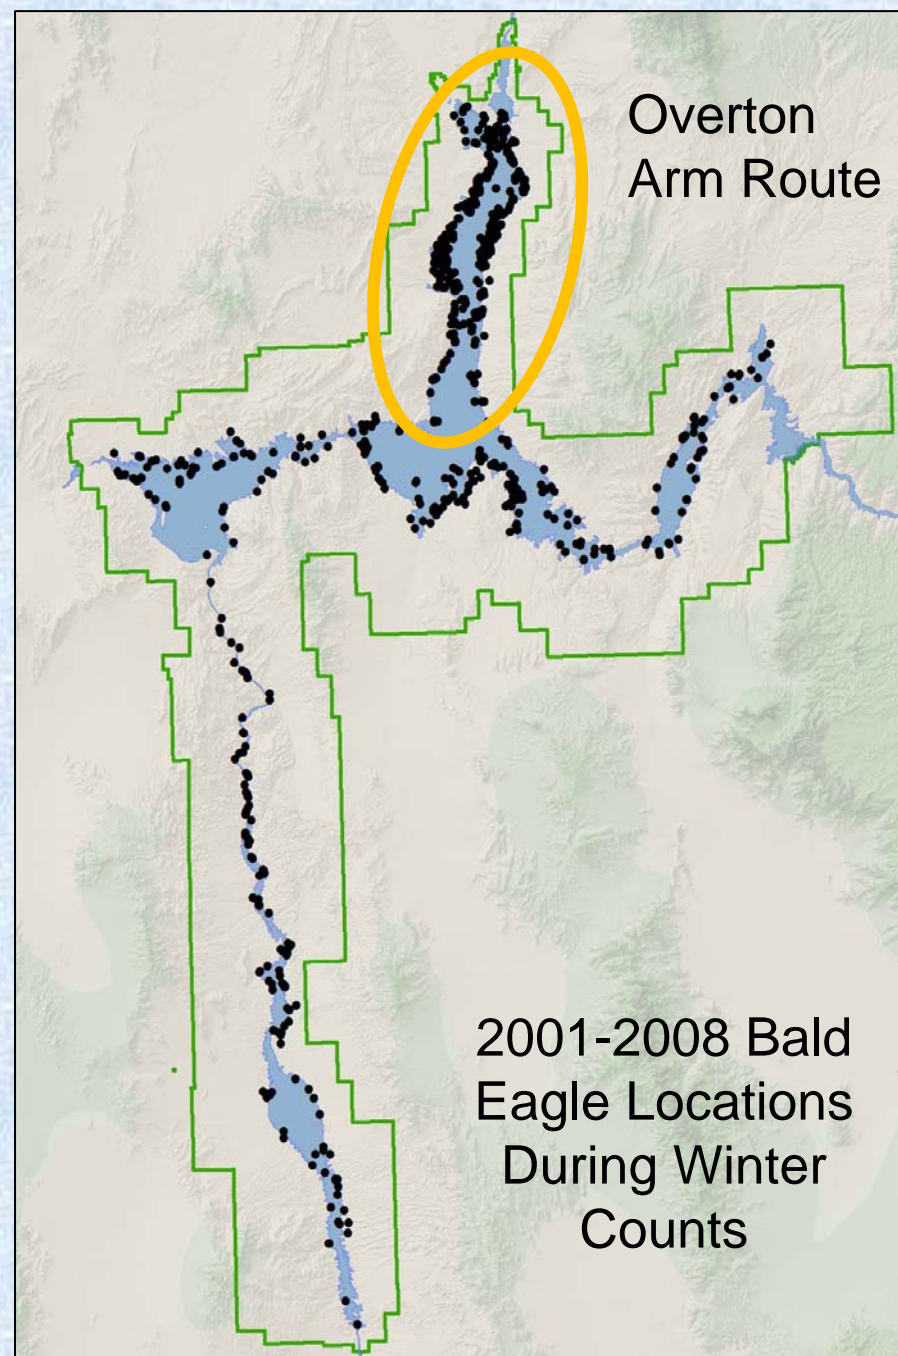 Overton
Arm Route
2001-2008 Bald
Eagle Locations
During Winter
Counts